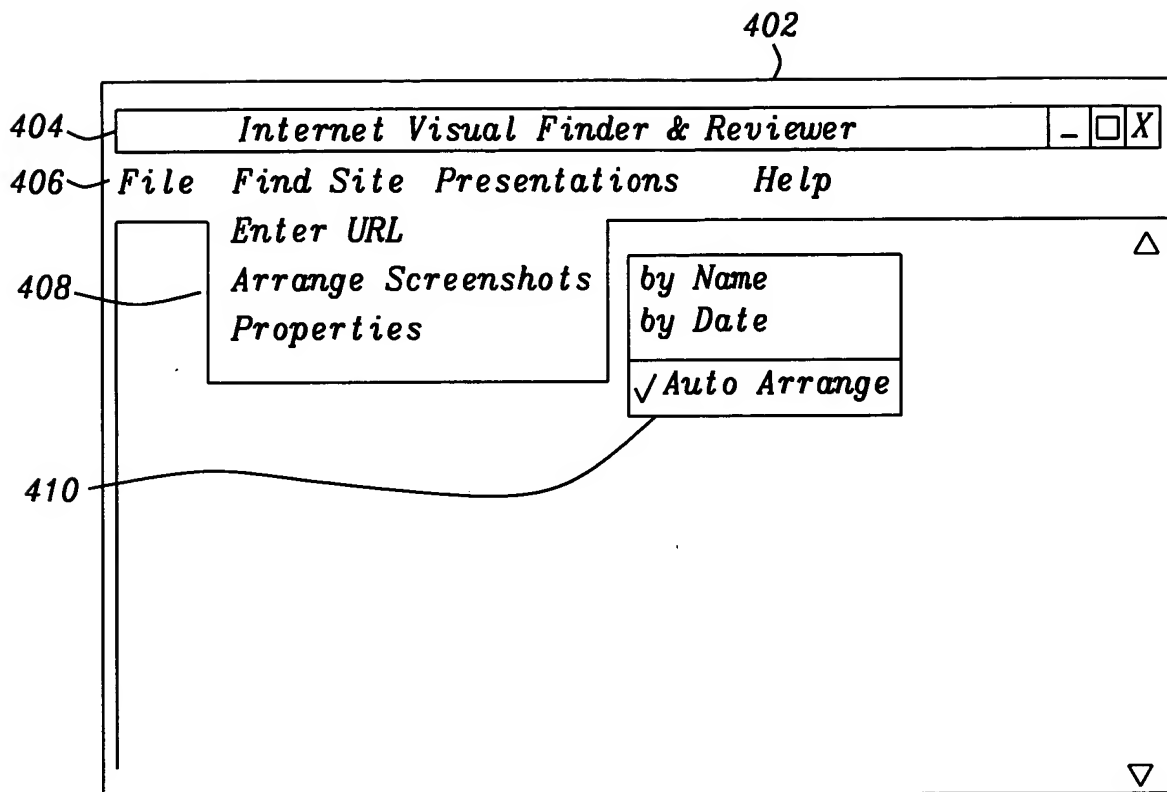 402
404 Internet Visual Finder & Reviewer _ □ X
406 File Find Site Presentations Help
Enter URL
408 Arrange Screenshots by Name
Properties by Date
✓ Auto Arrange
410